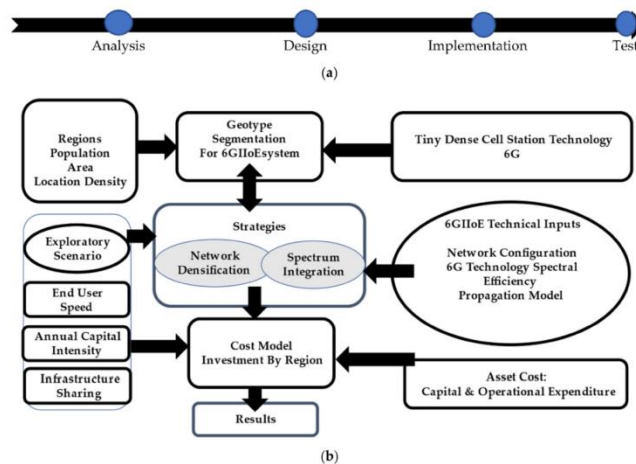 Analysis
Design
Implementation
Test
(a)
Regions
Population
Area
Location Density
Geotype
Segmentation
For 6GIIoEsystem
Tiny Dense Cell Station Technology
6G
Exploratory
Scenario
End User
Speed
Annual Capital
Intensity
Infrastructure
Sharing
Strategies
Network
Densification
Spectrum
Integration
6GIIoE Technical Inputs
Network Configuration
6G Technology Spectral
Efficiency
Propagation Model
Cost Model
Investment By Region
Asset Cost:
Capital & Operational Expenditure
Results
(b)